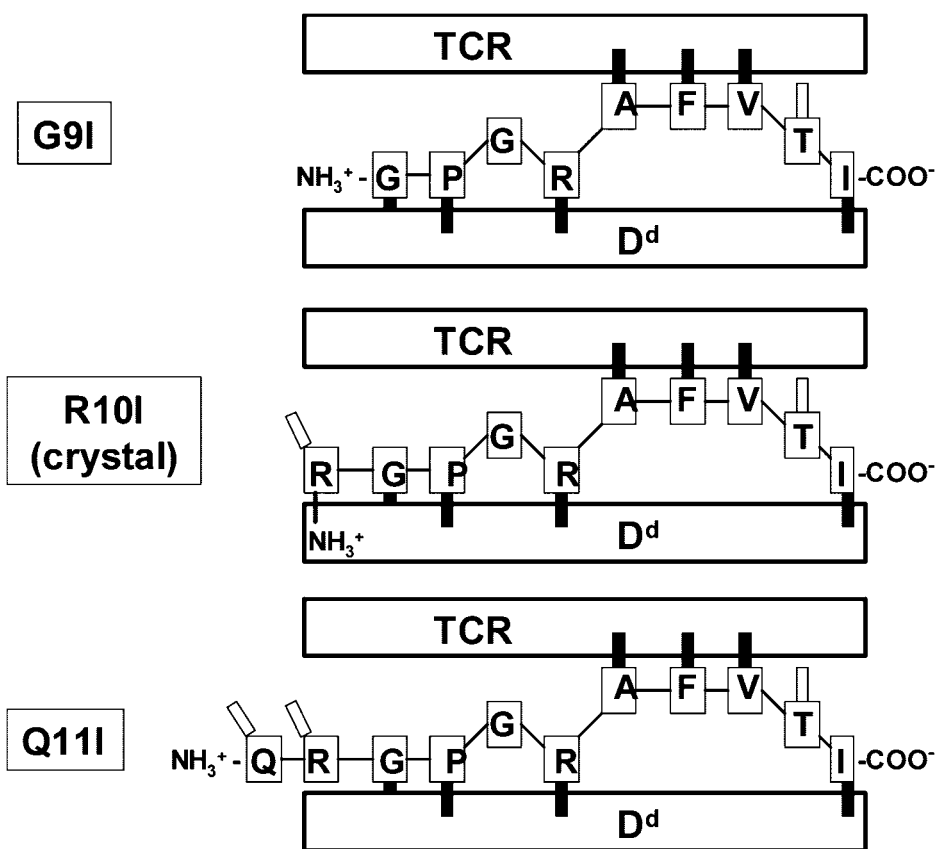 TCR
G9I
A F V
G T
NH₃⁺ - G P R I -COO⁻
Dᵈ
TCR
R10I
(crystal)
A F V
G T
R G P R I -COO⁻
NH₃⁺
Dᵈ
TCR
A F V
G T
Q11I
NH₃⁺ - Q R G P R I -COO⁻
Dᵈ